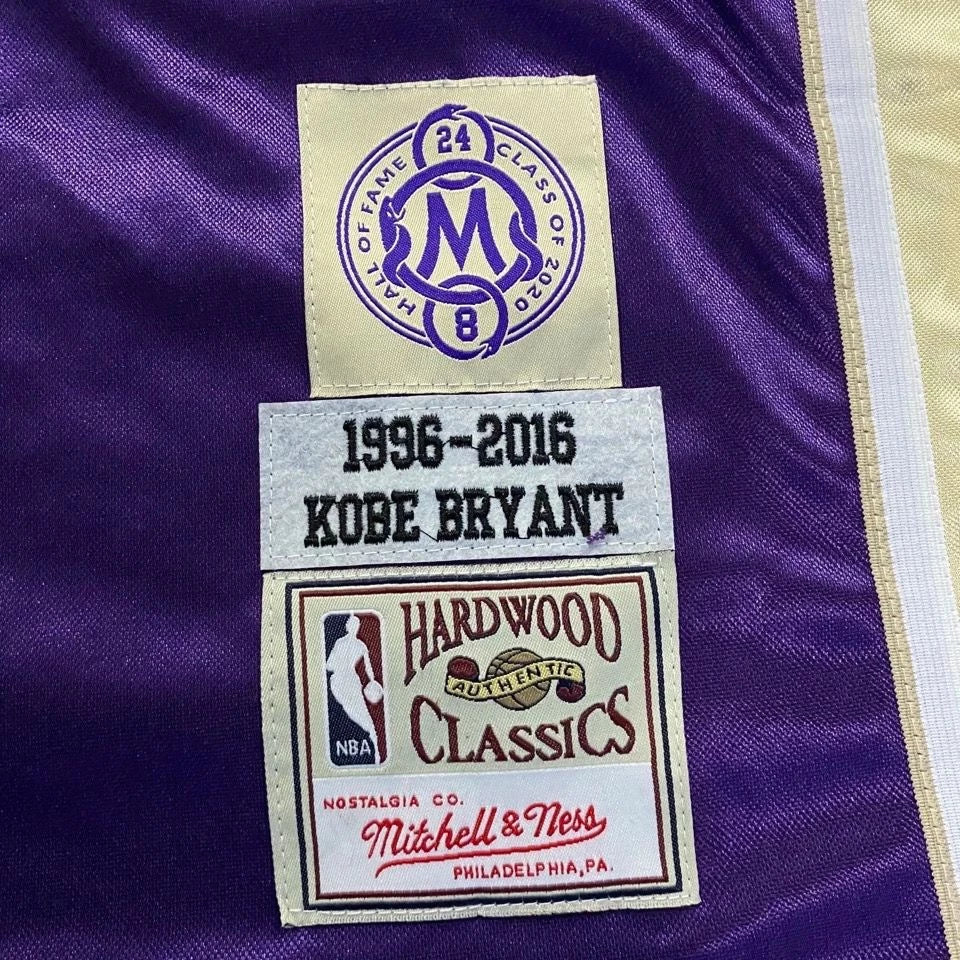 24
HALL OF FAME CLASS OF 2020
M
8
1996-2016
KOBE BRYANT
HARDWOOD
AUTHENTIC
CLASSICS
NBA
NOSTALGIA CO.
Mitchell & Ness
PHILADELPHIA, PA.